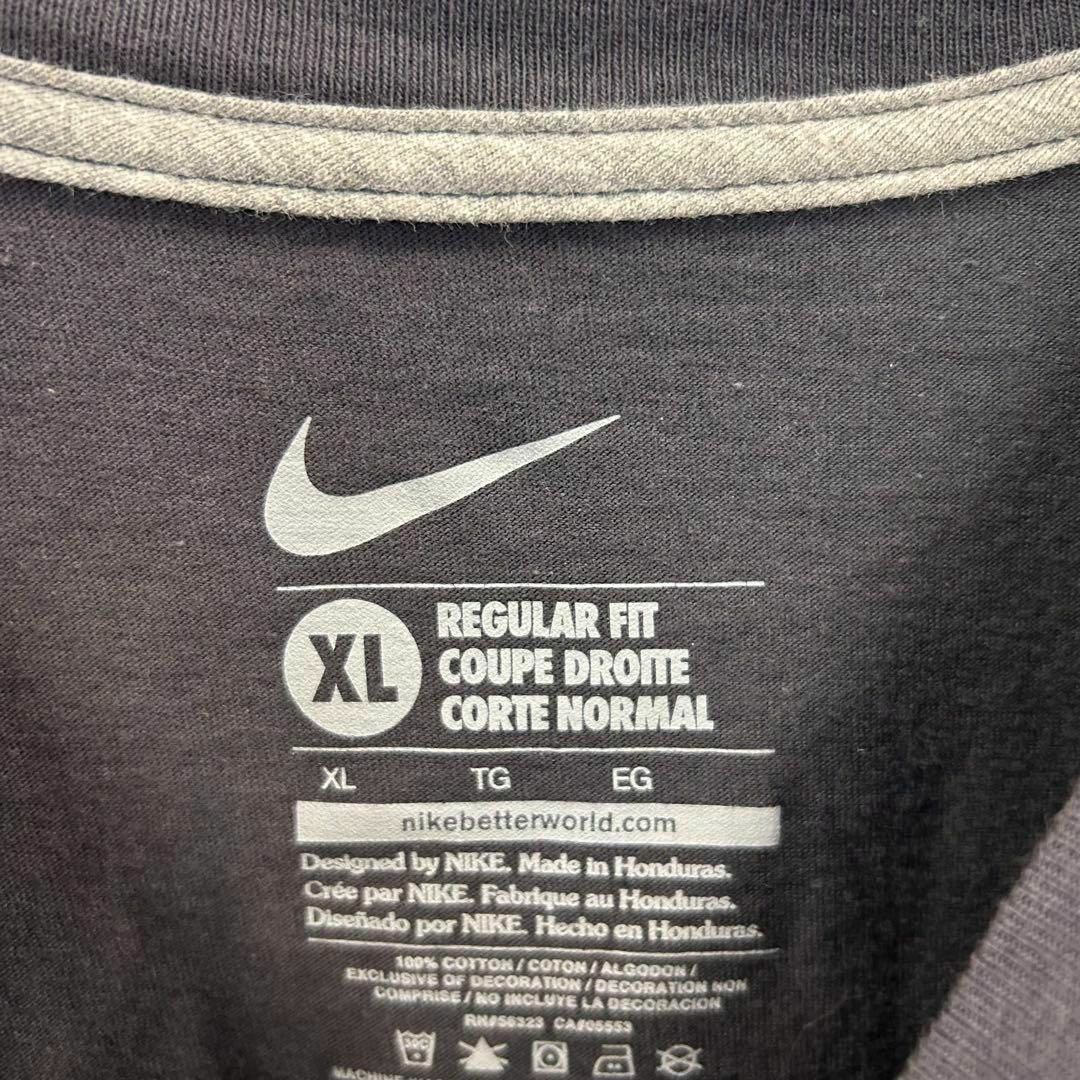 XL
REGULAR FIT
COUPE DROITE
CORTE NORMAL
XL TG EG
nikebetterworld.com
Designed by NIKE. Made in Honduras.
Crée par NIKE. Fabrique au Honduras.
Diseñado por NIKE. Hecho en Honduras.
100% COTTON / COTON / ALGODON /
EXCLUSIVE OF DECORATION / DECORATION NON
COMPRISE / NO INCLUYE LA DECORACION
RN#56323 CA#05553
30C
MACHINE